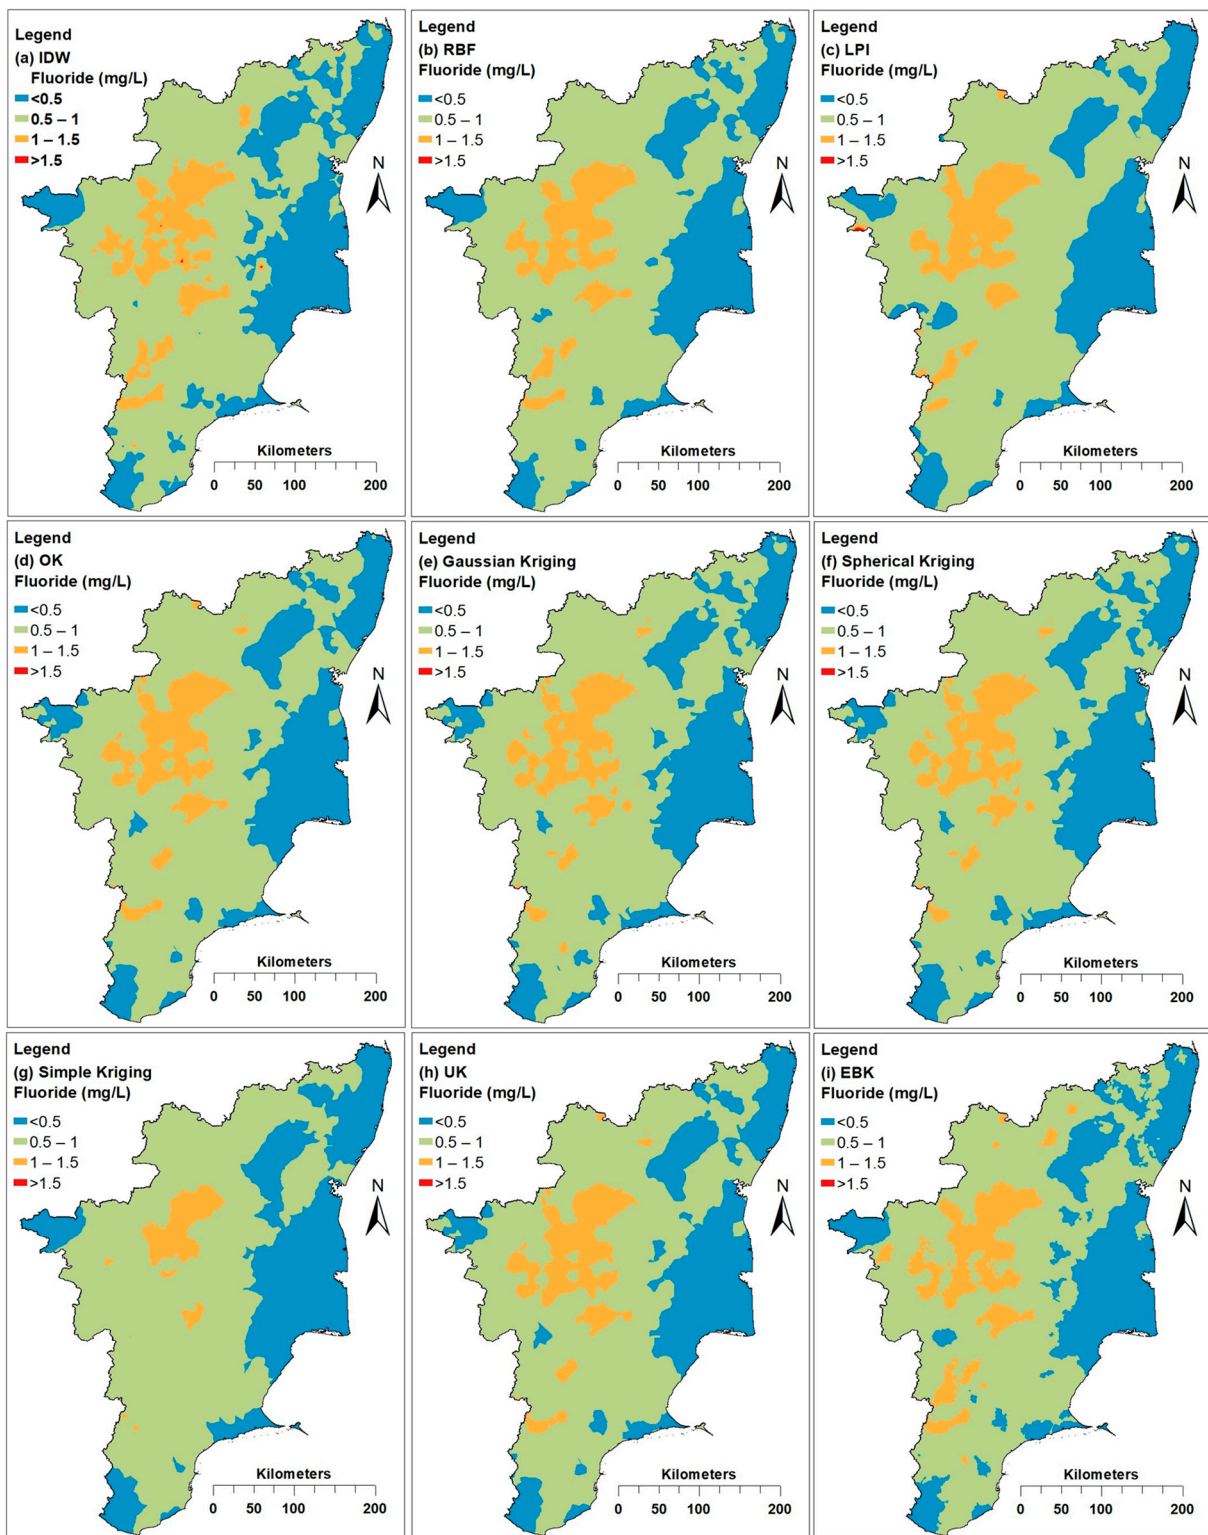 Legend
(a) IDW
Fluoride (mg/L)
<0.5
0.5 – 1
1 – 1.5
>1.5
N
Kilometers
0 50 100 200
Legend
(b) RBF
Fluoride (mg/L)
<0.5
0.5 – 1
1 – 1.5
>1.5
N
Kilometers
0 50 100 200
Legend
(c) LPI
Fluoride (mg/L)
<0.5
0.5 – 1
1 – 1.5
>1.5
N
Kilometers
0 50 100 200
Legend
(d) OK
Fluoride (mg/L)
<0.5
0.5 – 1
1 – 1.5
>1.5
N
Kilometers
0 50 100 200
Legend
(e) Gaussian Kriging
Fluoride (mg/L)
<0.5
0.5 – 1
1 – 1.5
>1.5
N
Kilometers
0 50 100 200
Legend
(f) Spherical Kriging
Fluoride (mg/L)
<0.5
0.5 – 1
1 – 1.5
>1.5
N
Kilometers
0 50 100 200
Legend
(g) Simple Kriging
Fluoride (mg/L)
<0.5
0.5 – 1
1 – 1.5
>1.5
N
Kilometers
0 50 100 200
Legend
(h) UK
Fluoride (mg/L)
<0.5
0.5 – 1
1 – 1.5
>1.5
N
Kilometers
0 50 100 200
Legend
(i) EBK
Fluoride (mg/L)
<0.5
0.5 – 1
1 – 1.5
>1.5
N
Kilometers
0 50 100 200